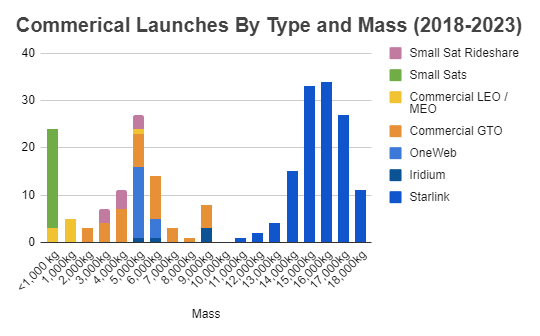 Commerical Launches By Type and Mass (2018-2023)
40
30
20
10
0
<1,000 kg
1,000kg
2,000kg
3,000kg
4,000kg
5,000kg
6,000kg
7,000kg
8,000kg
9,000kg
10,000kg
11,000kg
12,000kg
13,000kg
14,000kg
15,000kg
16,000kg
17,000kg
18,000kg
Mass
Small Sat Rideshare
Small Sats
Commercial LEO /
MEO
Commercial GTO
OneWeb
Iridium
Starlink